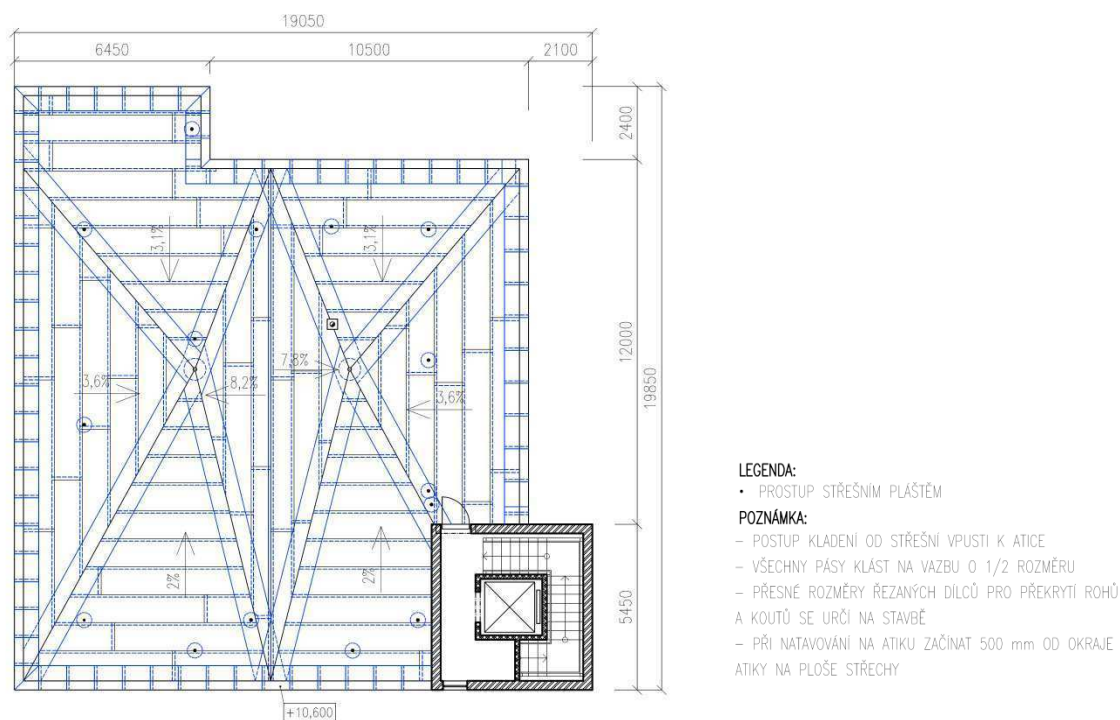 19050
6450 10500 2100
2400
3,1% 3,1%
12000
19850
7,8%
3,6% 8,2% 3,6%
2% 2%
5450
+10,600
LEGENDA:
• PROSTUP STŘEŠNÍM PLÁŠTĚM
POZNÁMKA:
– POSTUP KLADENÍ OD STŘEŠNÍ VPUSTI K ATICE
– VŠECHNY PÁSY KLÁST NA VAZBU O 1/2 ROZMĚRU
– PŘESNÉ ROZMĚRY ŘEZANÝCH DÍLCŮ PRO PŘEKRYTÍ ROHŮ
A KOUTŮ SE URČÍ NA STAVBĚ
– PŘI NATAVOVÁNÍ NA ATIKU ZAČÍNAT 500 mm OD OKRAJE
ATIKY NA PLOŠE STŘECHY